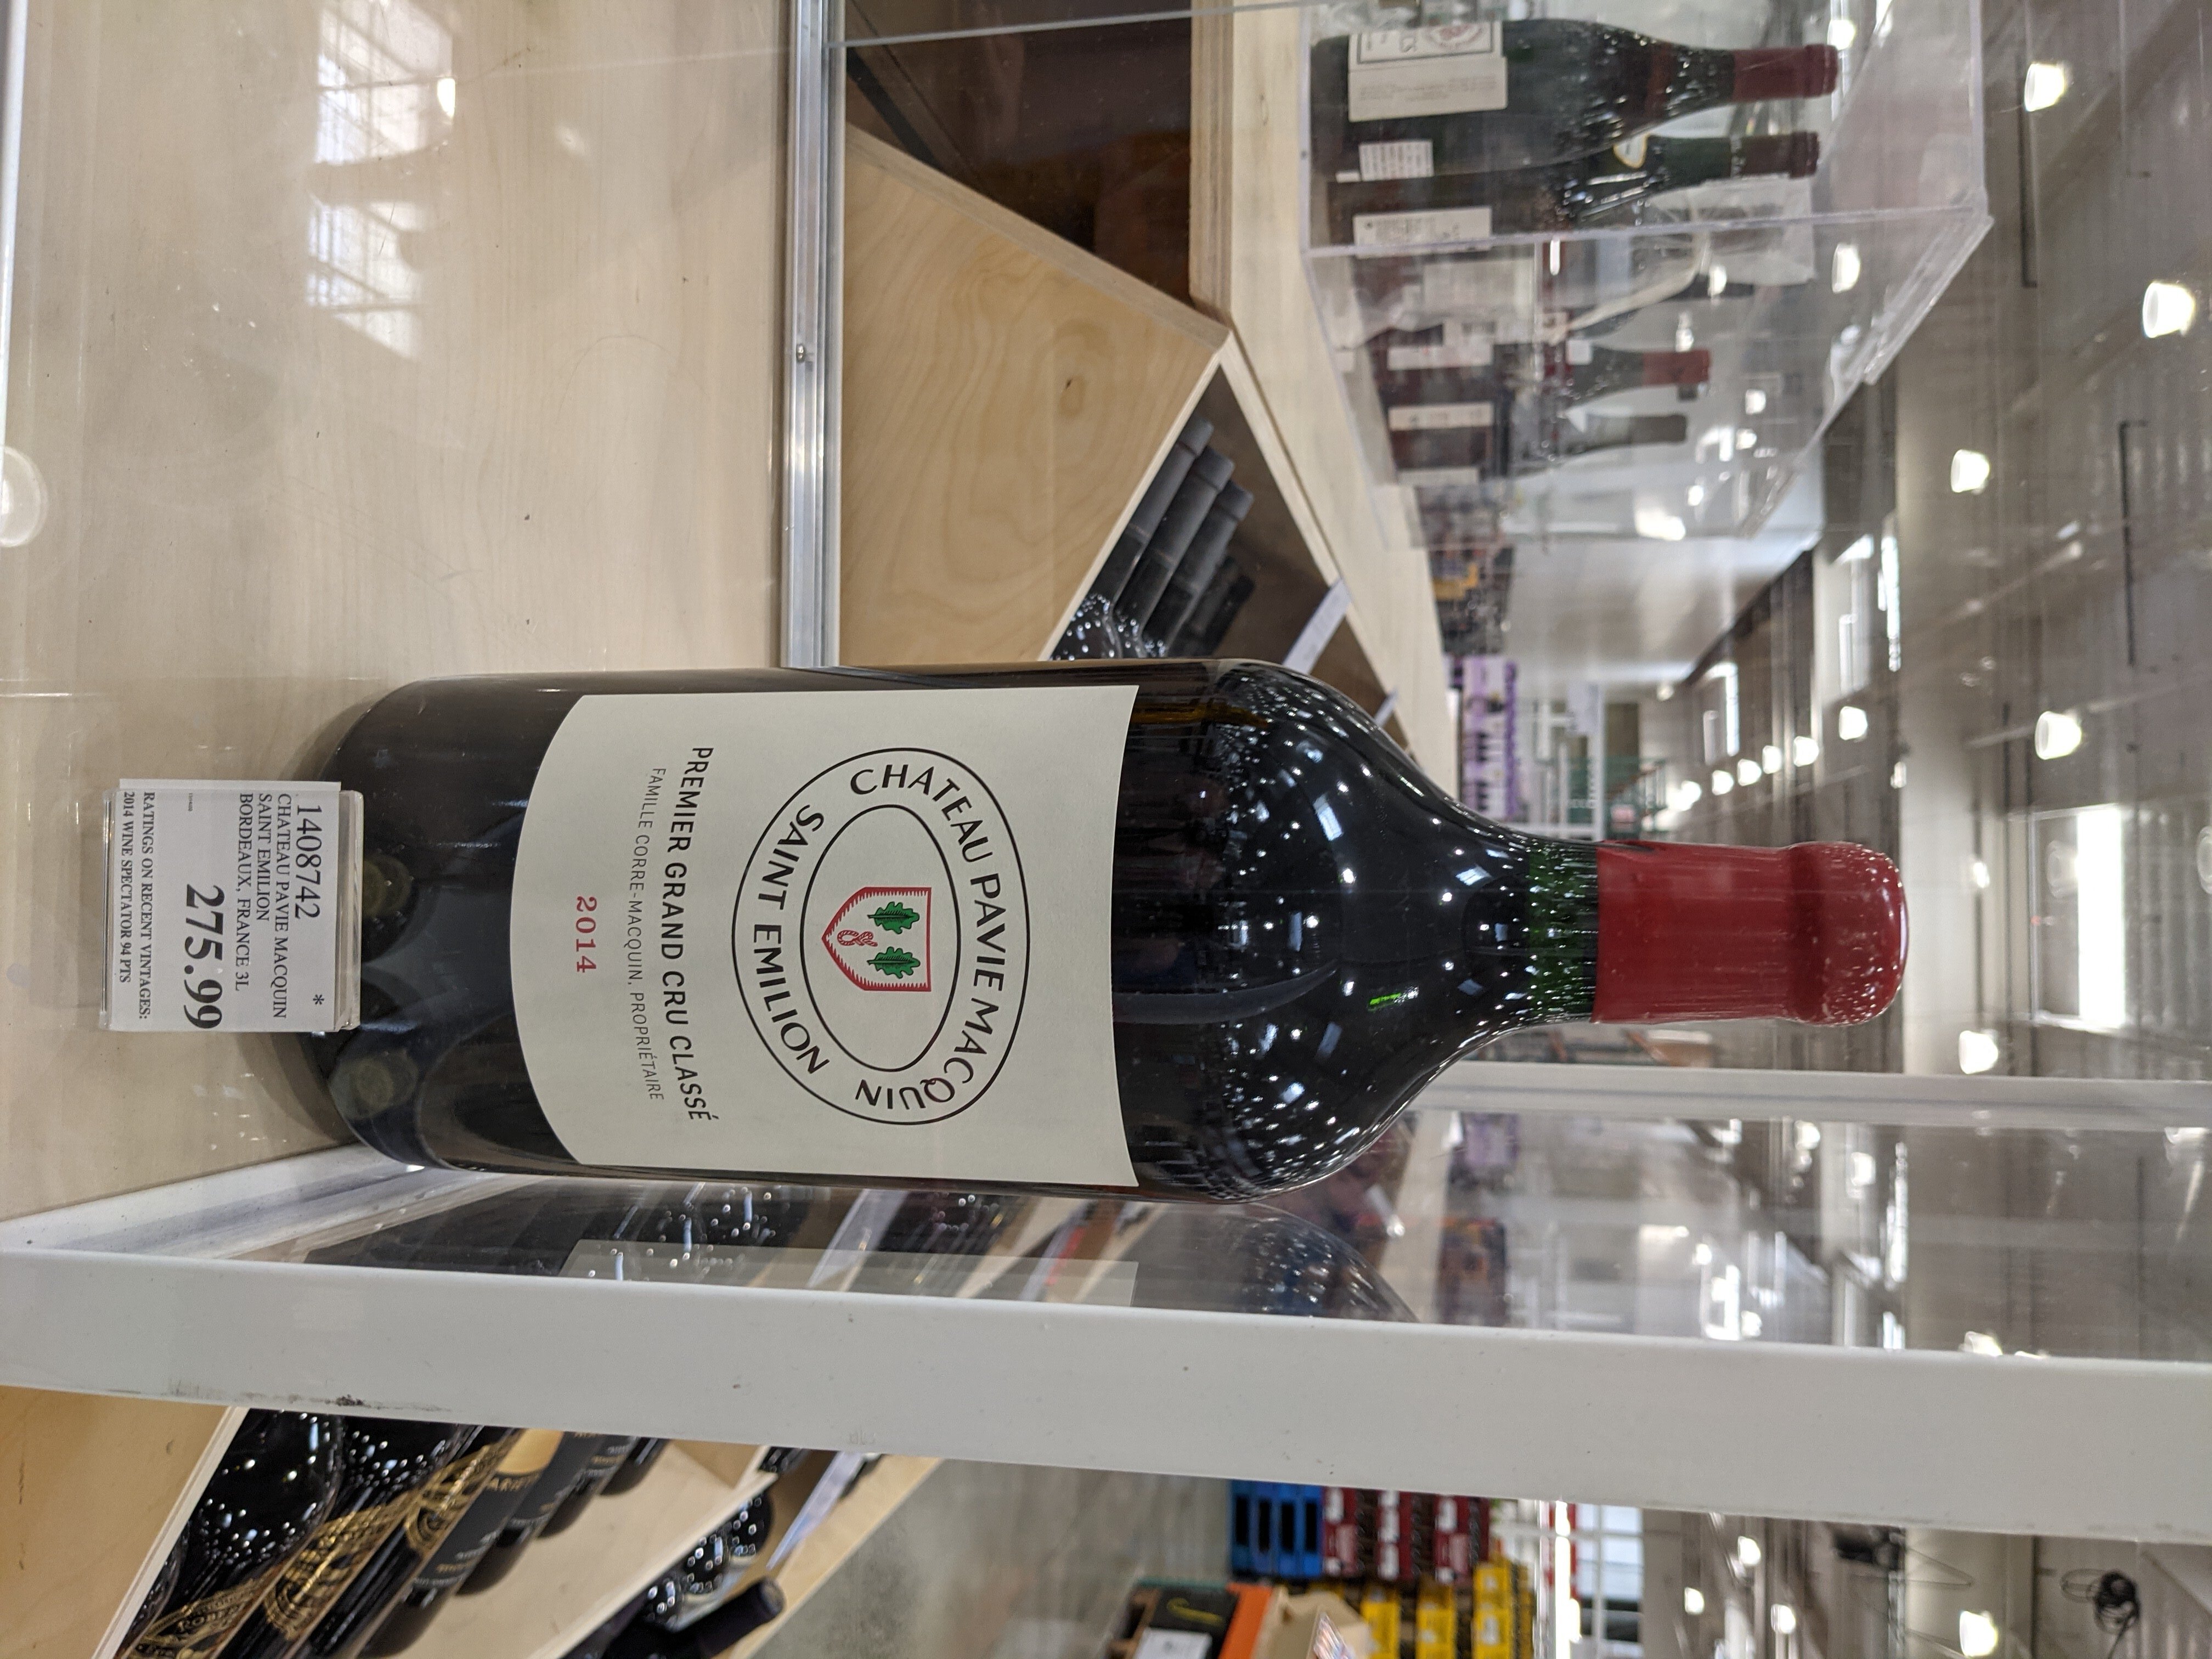 CHATEAU PAVIE MACQUIN
SAINT EMILION
PREMIER GRAND CRU CLASSÉ
FAMILLE CORRE-MACQUIN, PROPRIÉTAIRE
2014
1408742 *
CHATEAU PAVIE MACQUIN
SAINT EMILION
BORDEAUX, FRANCE 3L
275.99
RATINGS ON RECENT VINTAGES:
2014 WINE SPECTATOR 94 PTS